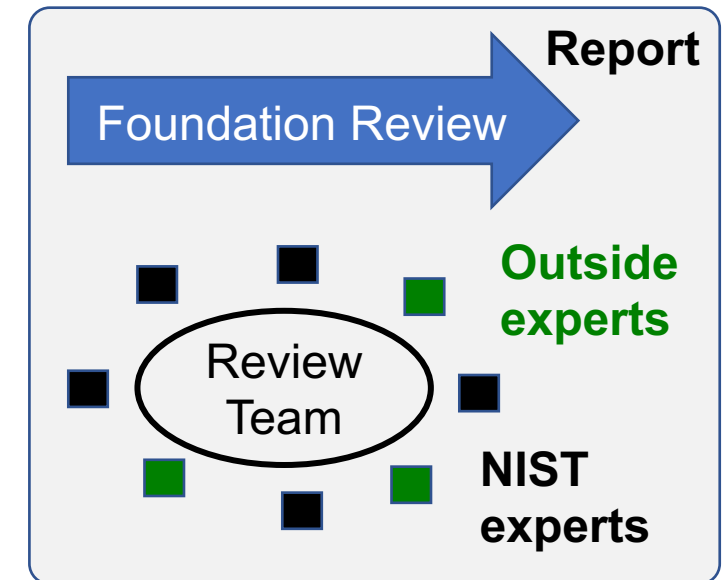 Report
Foundation Review
Outside
experts
Review
Team
NIST
experts